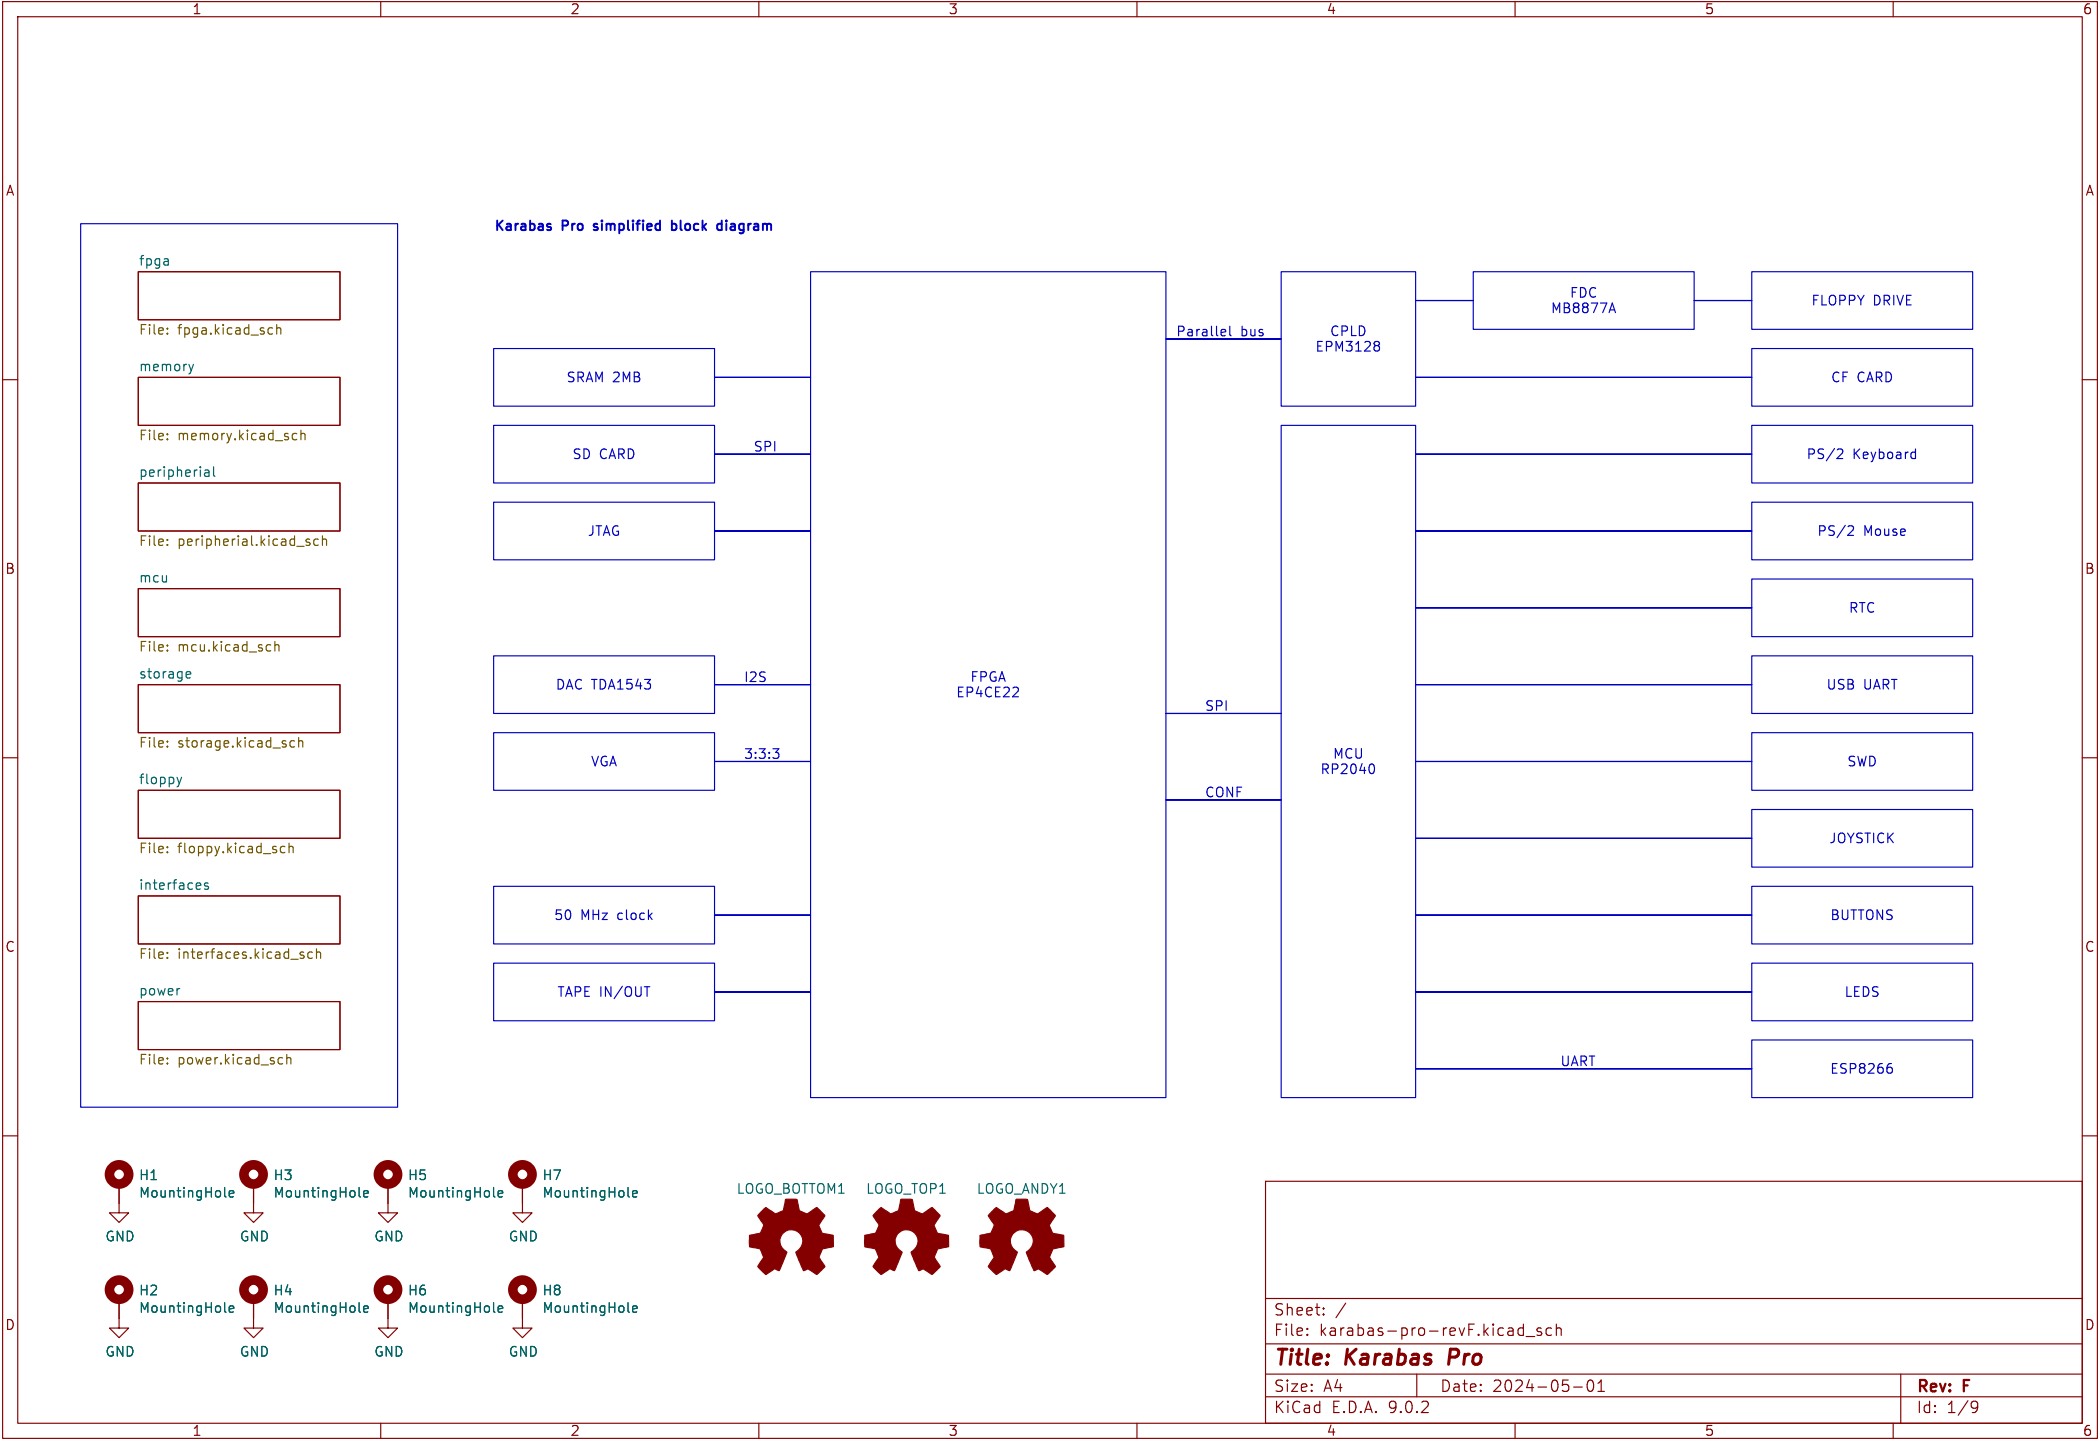 1 2 3 4 5 6
A
B
C
D
A
B
C
D
fpga
File: fpga.kicad_sch
memory
File: memory.kicad_sch
peripherial
File: peripherial.kicad_sch
mcu
File: mcu.kicad_sch
storage
File: storage.kicad_sch
floppy
File: floppy.kicad_sch
interfaces
File: interfaces.kicad_sch
power
File: power.kicad_sch
Karabas Pro simplified block diagram
SRAM 2MB
SD CARD
SPI
JTAG
DAC TDA1543
I2S
VGA
3:3:3
50 MHz clock
TAPE IN/OUT
FPGA
EP4CE22
Parallel bus
SPI
CONF
CPLD
EPM3128
MCU
RP2040
FDC
MB8877A
FLOPPY DRIVE
CF CARD
PS/2 Keyboard
PS/2 Mouse
RTC
USB UART
SWD
JOYSTICK
BUTTONS
LEDS
UART
ESP8266
H1
MountingHole
GND
H3
MountingHole
GND
H5
MountingHole
GND
H7
MountingHole
GND
H2
MountingHole
GND
H4
MountingHole
GND
H6
MountingHole
GND
H8
MountingHole
GND
LOGO_BOTTOM1
LOGO_TOP1
LOGO_ANDY1
Sheet: /
File: karabas-pro-revF.kicad_sch
Title: Karabas Pro
Size: A4
Date: 2024-05-01
Rev: F
KiCad E.D.A. 9.0.2
Id: 1/9
1 2 3 4 5 6